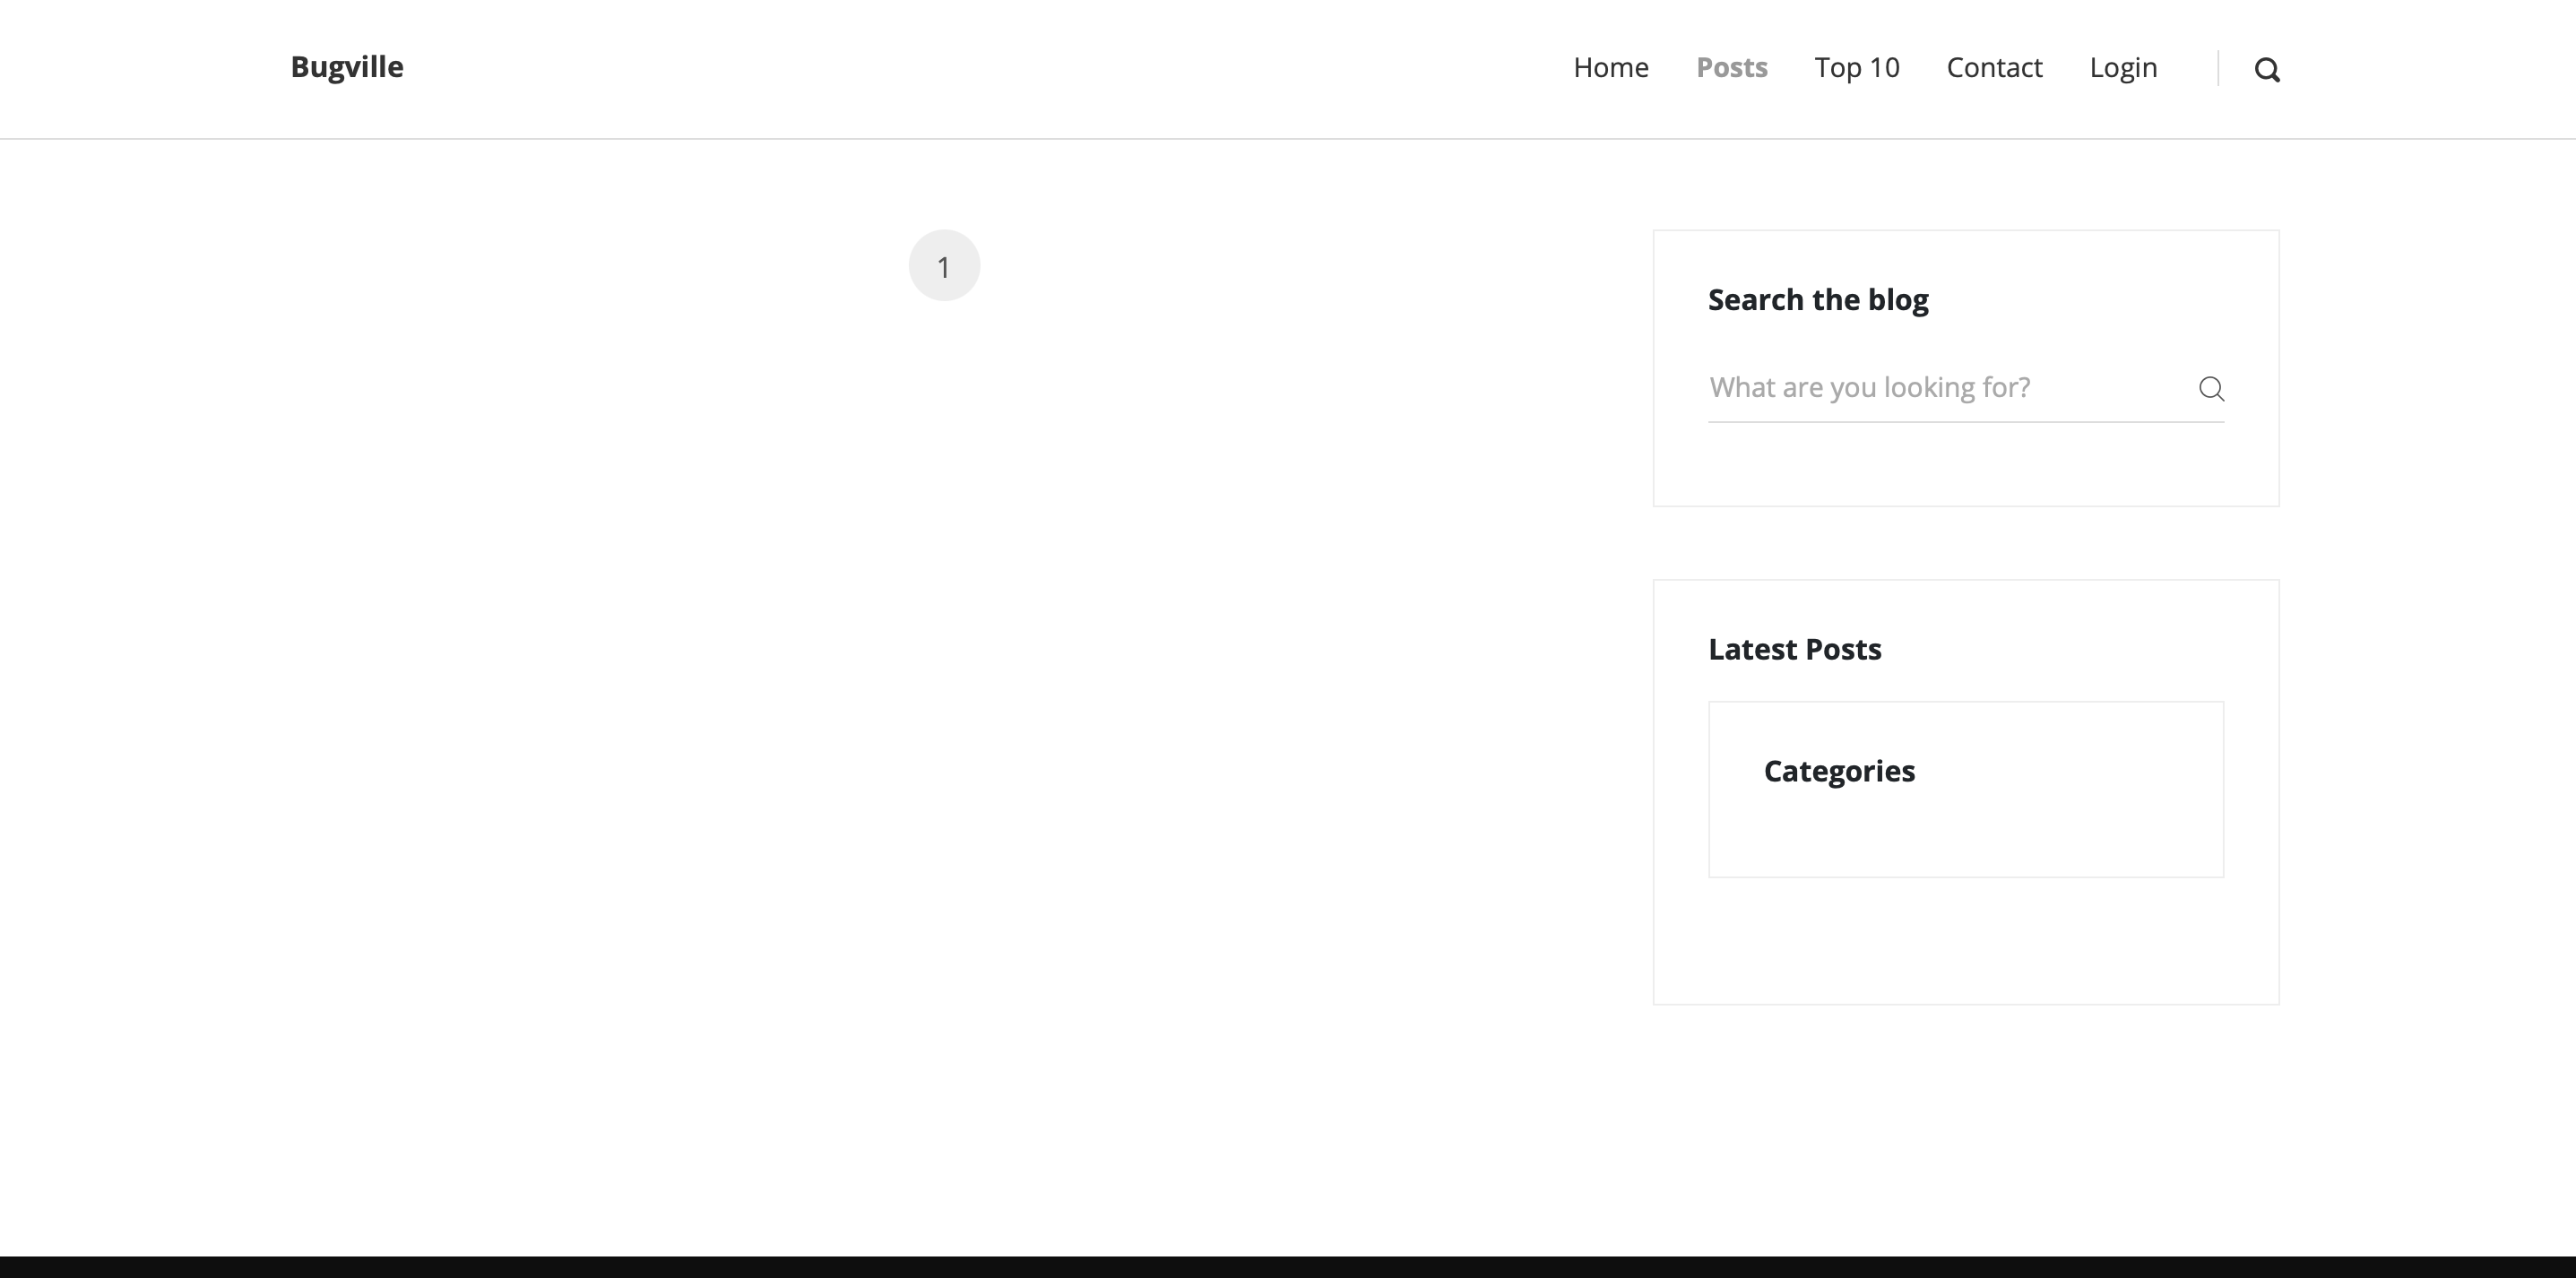 Bugville
Home Posts Top 10 Contact Login
1
Search the blog
What are you looking for?
Latest Posts
Categories